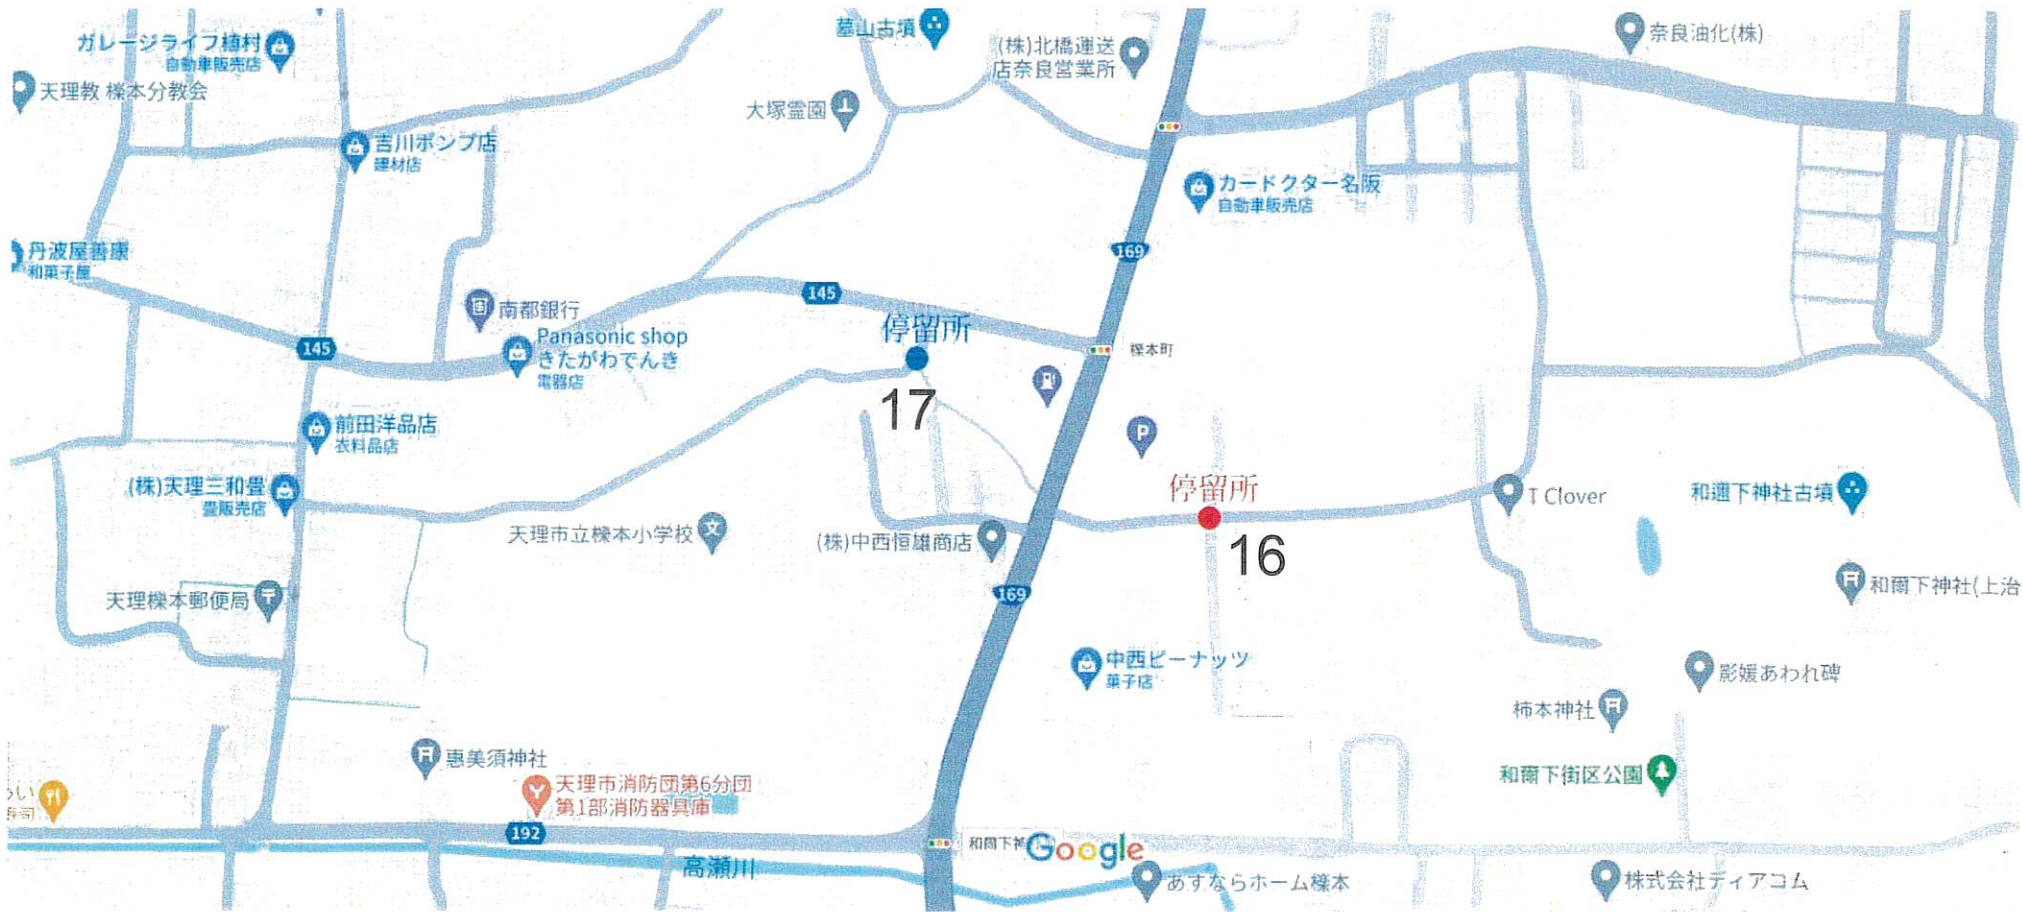 ガレージライフ植村
自動車販売店
天理教 櫟本分教会
吉川ポンプ店
建材店
丹波屋善康
和菓子屋
墓山古墳
(株)北橋運送
店奈良営業所
大塚霊園
奈良油化(株)
カードクター名阪
自動車販売店
169
145
145
南都銀行
Panasonic shop
きたがわでんき
電器店
停留所
17
櫟本町
P
前田洋品店
衣料品店
(株)天理三和畳
畳販売店
天理市立櫟本小学校
文
(株)中西恒雄商店
停留所
16
T Clover
和邇下神社古墳
和爾下神社(上治
天理櫟本郵便局
169
中西ピーナッツ
菓子店
影媛あわれ碑
柿本神社
和爾下街区公園
恵美須神社
天理市消防団第6分団
第1部消防器具庫
寿司
192
和爾下神
Google
高瀬川
あすならホーム櫟本
株式会社ディアコム